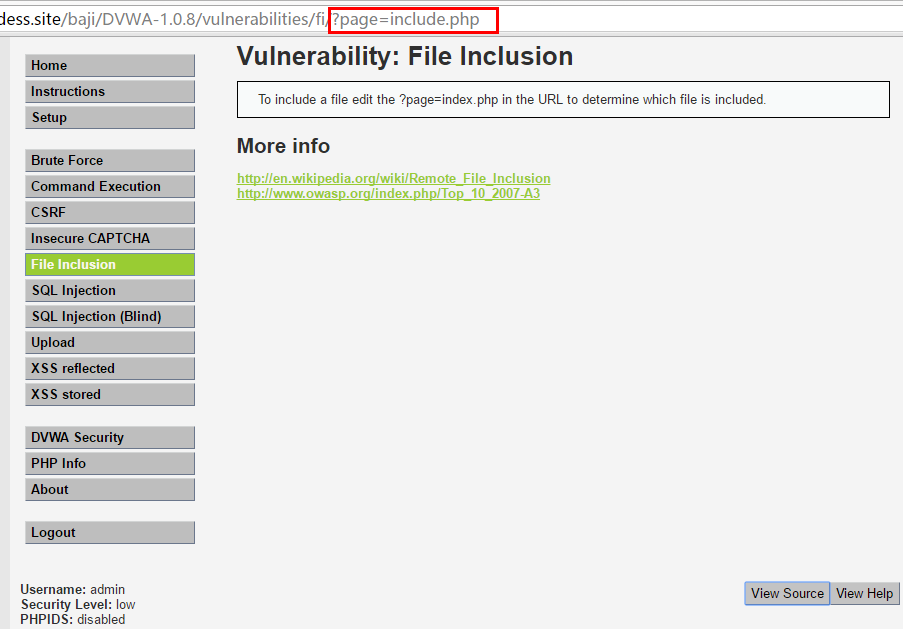 dess.site/baji/DVWA-1.0.8/vulnerabilities/fi/?page=include.php
Home
Instructions
Setup
Brute Force
Command Execution
CSRF
Insecure CAPTCHA
File Inclusion
SQL Injection
SQL Injection (Blind)
Upload
XSS reflected
XSS stored
DVWA Security
PHP Info
About
Logout
Vulnerability: File Inclusion
To include a file edit the ?page=index.php in the URL to determine which file is included.
More info
http://en.wikipedia.org/wiki/Remote_File_Inclusion
http://www.owasp.org/index.php/Top_10_2007-A3
Username: admin
Security Level: low
PHPIDS: disabled
View Source View Help